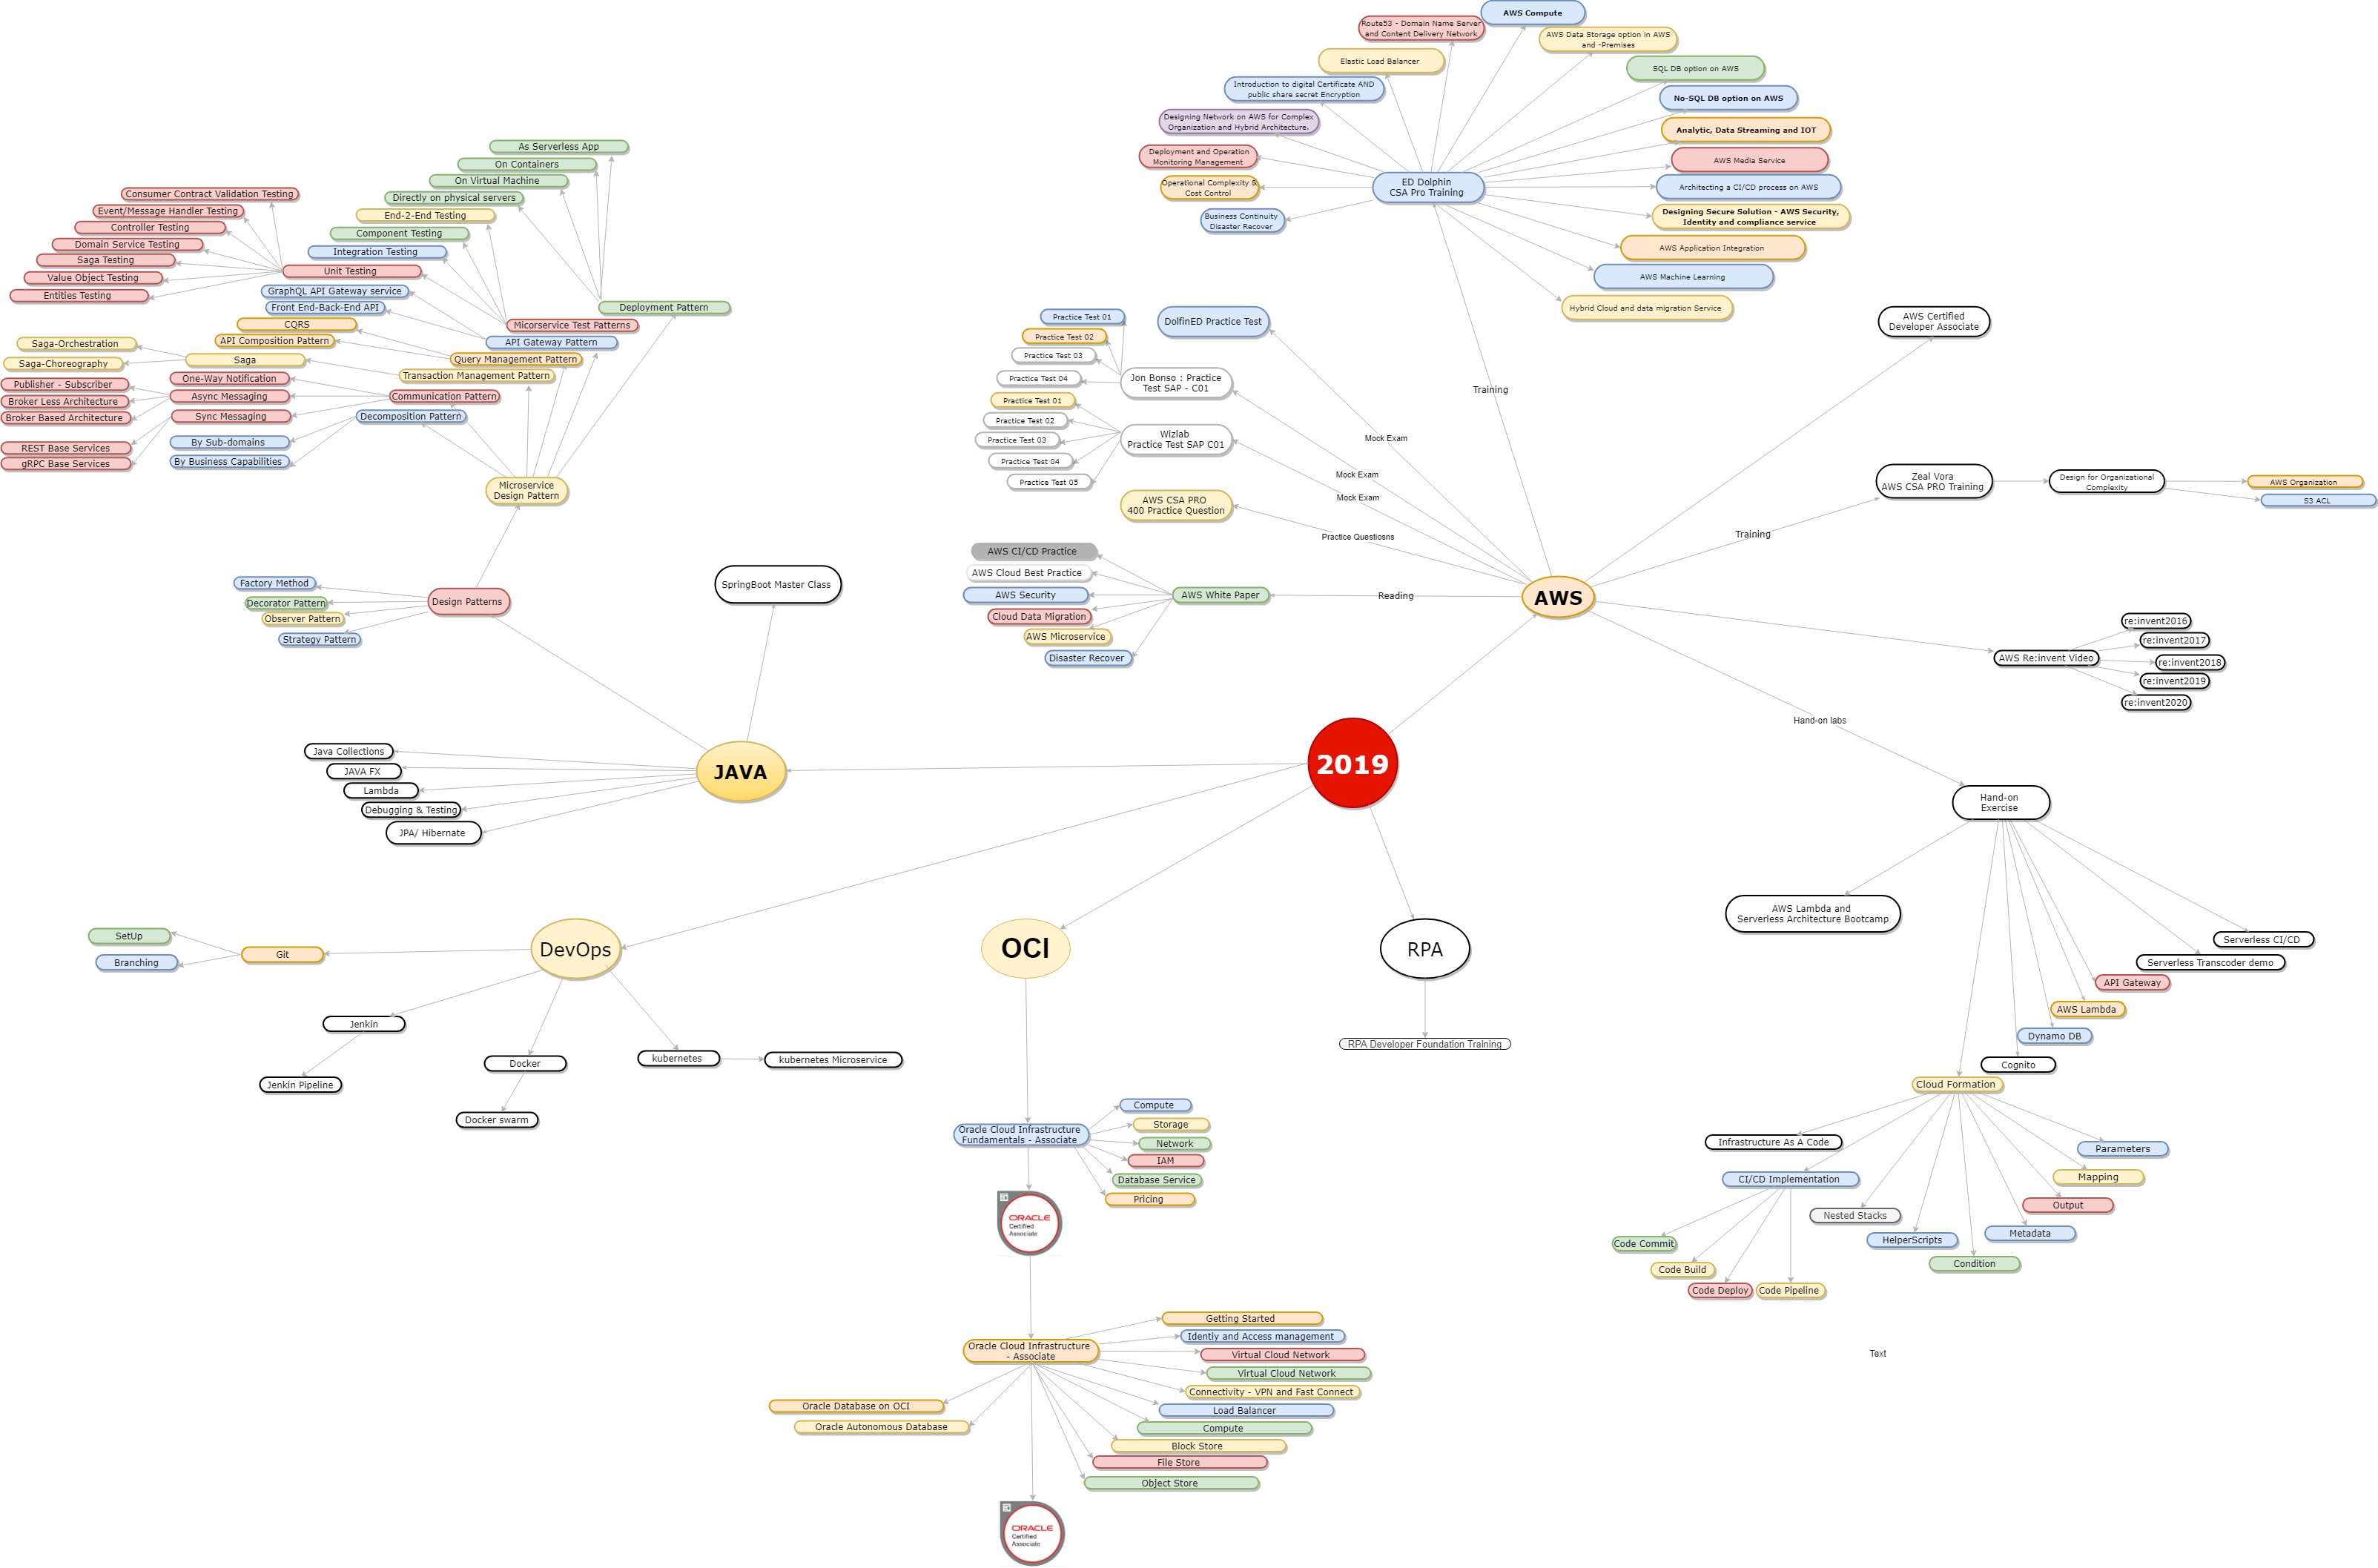 AWS Compute
Route53 - Domain Name Server
and Content Delivery Network
AWS Data Storage option in AWS
and -Premises
Elastic Load Balancer
SQL DB option on AWS
Introduction to digital Certificate AND
public share secret Encryption
No-SQL DB option on AWS
Designing Network on AWS for Complex
Organization and Hybrid Architecture.
Analytic, Data Streaming and IOT
Deployment and Operation
Monitoring Management
AWS Media Service
Operational Complexity &
Cost Control
ED Dolphin
CSA Pro Training
Architecting a CI/CD process on AWS
Business Continuity
Disaster Recover
Designing Secure Solution - AWS Security,
Identity and compliance service
AWS Application Integration
AWS Machine Learning
Hybrid Cloud and data migration Service
As Serverless App
On Containers
On Virtual Machine
Directly on physical servers
End-2-End Testing
Component Testing
Integration Testing
Unit Testing
Consumer Contract Validation Testing
Event/Message Handler Testing
Controller Testing
Domain Service Testing
Saga Testing
Value Object Testing
Entities Testing
GraphQL API Gateway service
Front End-Back-End API
CQRS
API Composition Pattern
Saga
Saga-Orchestration
Saga-Choreography
Deployment Pattern
Micorservice Test Patterns
API Gateway Pattern
Query Management Pattern
Transaction Management Pattern
Communication Pattern
Decomposition Pattern
One-Way Notification
Async Messaging
Sync Messaging
Publisher - Subscriber
Broker Less Architecture
Broker Based Architecture
REST Base Services
gRPC Base Services
By Sub-domains
By Business Capabilities
Microservice
Design Pattern
Practice Test 01
Practice Test 02
Practice Test 03
Practice Test 04
DolfinED Practice Test
Jon Bonso : Practice
Test SAP - C01
Practice Test 01
Practice Test 02
Practice Test 03
Practice Test 04
Practice Test 05
Wizlab
Practice Test SAP C01
AWS CSA PRO
400 Practice Question
Training
Mock Exam
Mock Exam
Mock Exam
Practice Questiosns
AWS Certified
Developer Associate
Zeal Vora
AWS CSA PRO Training
Design for Organizational
Complexity
AWS Organization
S3 ACL
Training
AWS CI/CD Practice
AWS Cloud Best Practice
AWS Security
Cloud Data Migration
AWS Microservice
Disaster Recover
AWS White Paper
Reading
AWS
re:invent2016
re:invent2017
AWS Re:invent Video
re:invent2018
re:invent2019
re:invent2020
Factory Method
Decorator Pattern
Observer Pattern
Strategy Pattern
Design Patterns
SpringBoot Master Class
Java Collections
JAVA FX
Lambda
Debugging & Testing
JPA/ Hibernate
JAVA
2019
Hand-on labs
Hand-on
Exercise
AWS Lambda and
Serverless Architecture Bootcamp
Serverless CI/CD
Serverless Transcoder demo
API Gateway
AWS Lambda
Dynamo DB
Cognito
Cloud Formation
SetUp
Branching
Git
DevOps
OCI
RPA
Jenkin
Jenkin Pipeline
Docker
Docker swarm
kubernetes
kubernetes Microservice
RPA Developer Foundation Training
Oracle Cloud Infrastructure
Fundamentals - Associate
Compute
Storage
Network
IAM
Database Service
Pricing
ORACLE
Certified
Associate
Infrastructure As A Code
CI/CD Implementation
Parameters
Mapping
Output
Nested Stacks
Metadata
HelperScripts
Condition
Code Commit
Code Build
Code Deploy
Code Pipeline
Text
Oracle Cloud Infrastructure
- Associate
Getting Started
Identiy and Access management
Virtual Cloud Network
Virtual Cloud Network
Connectivity - VPN and Fast Connect
Load Balancer
Compute
Block Store
File Store
Object Store
Oracle Database on OCI
Oracle Autonomous Database
ORACLE
Certified
Associate